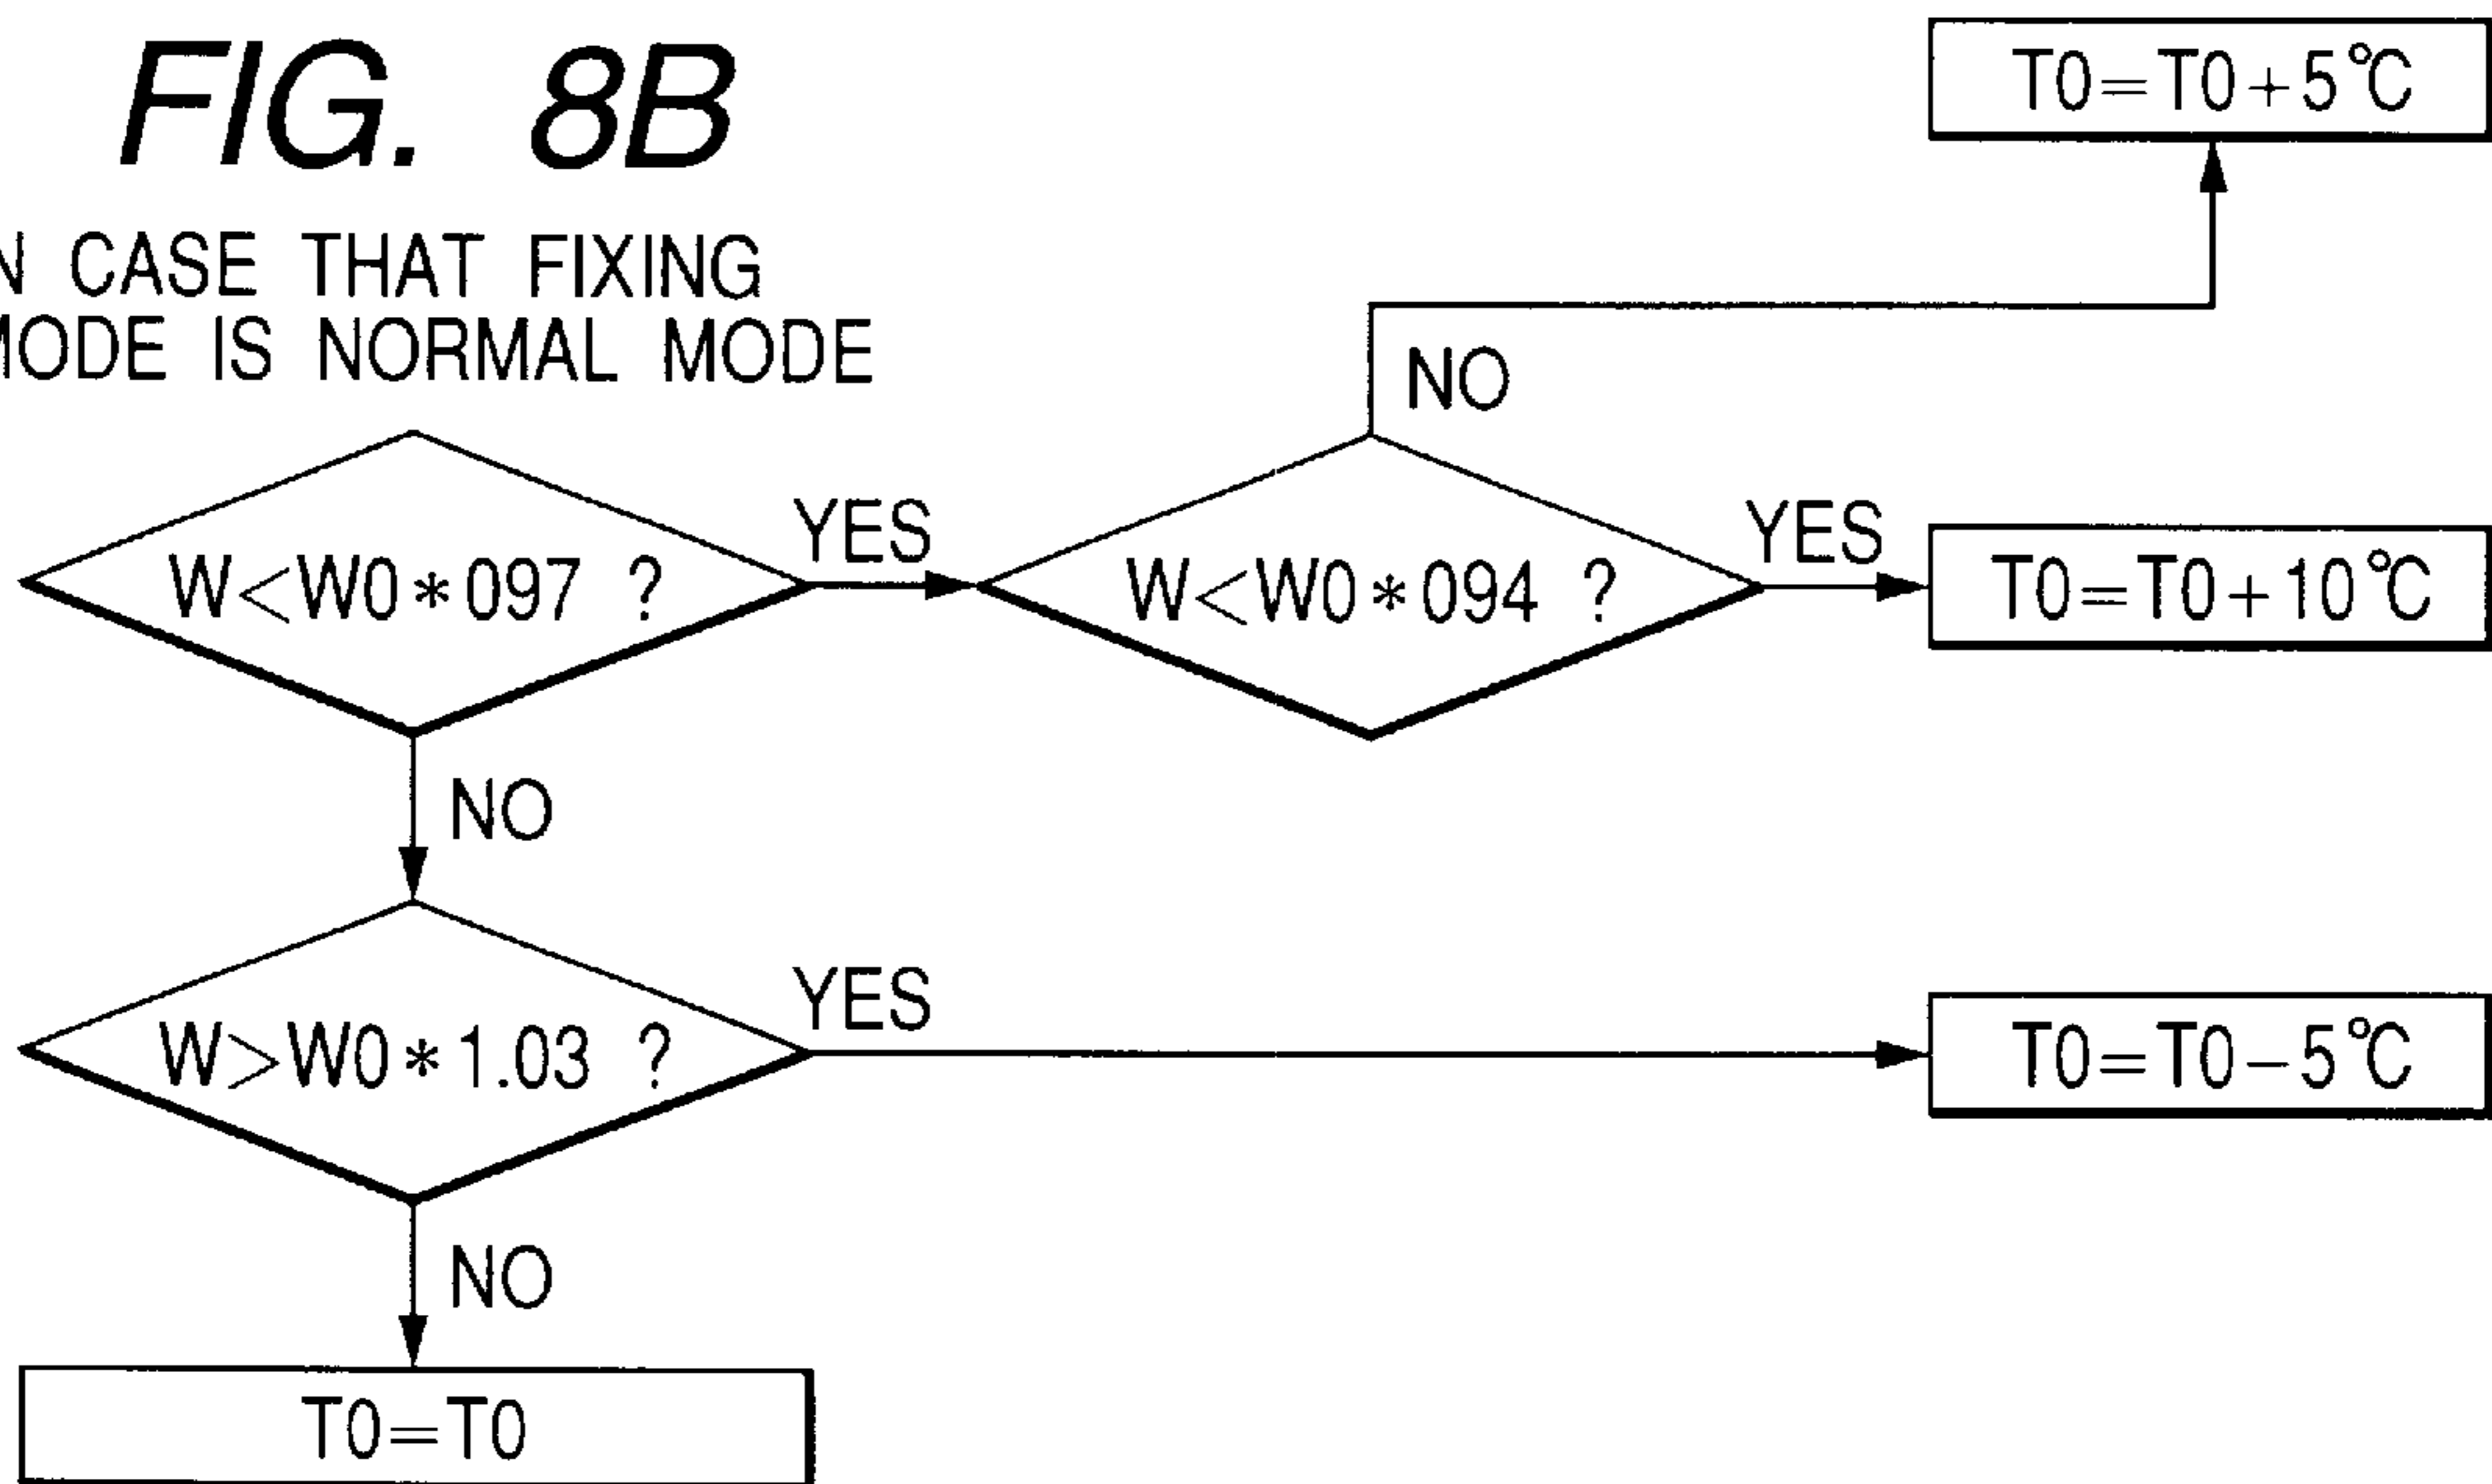 FIG. 8B
N CASE THAT FIXING
MODE IS NORMAL MODE
T0=T0+5℃
NO
W<W0*097 ?
YES
W<W0*094 ?
YES
T0=T0+10℃
NO
W>W0*1.03 ?
YES
T0=T0-5℃
NO
T0=T0